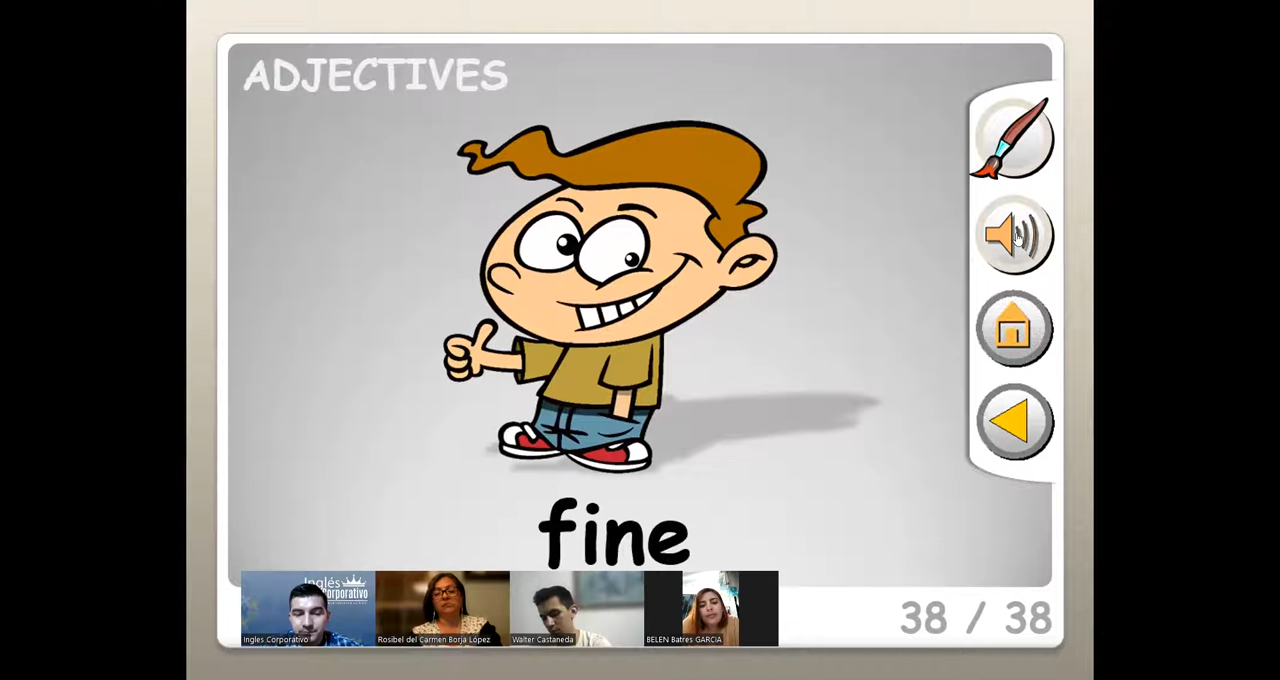 ADJECTIVES
fine
Inglés
Corporativo
Ingles Corporativo
Rosibel del Carmen Borja López
Walter Castaneda
BELEN Batres GARCIA
38 / 38